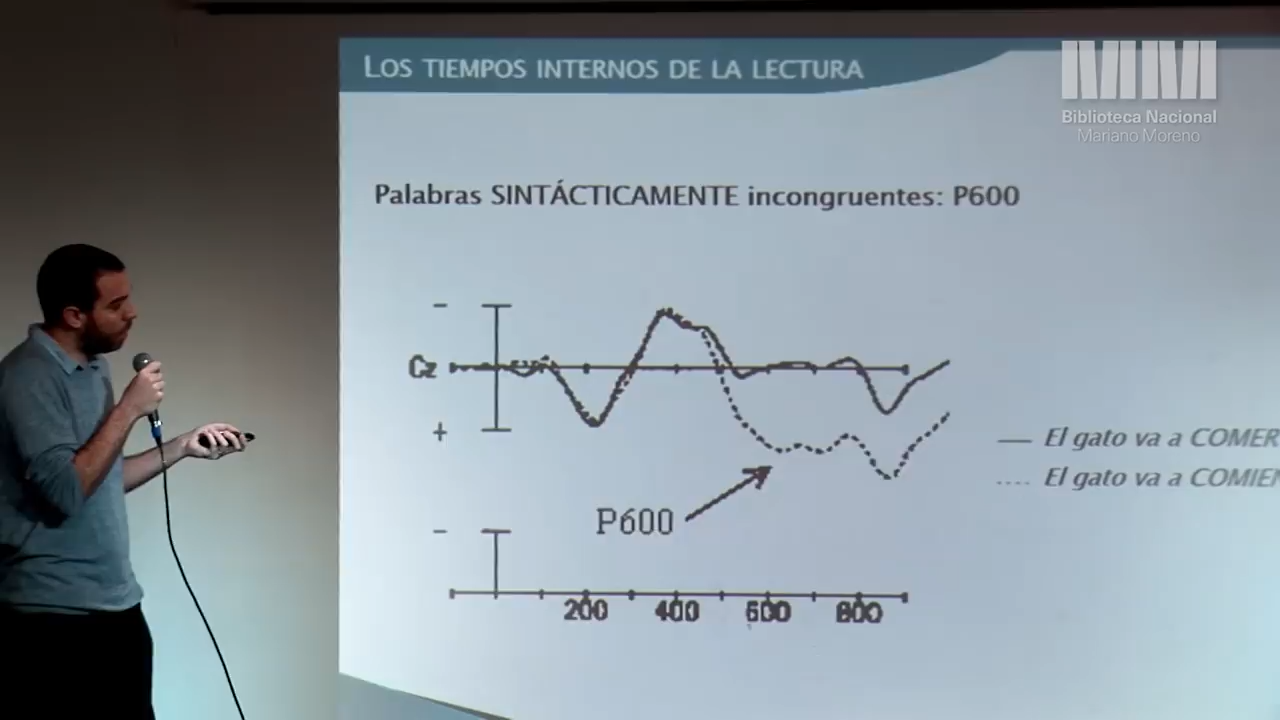 LOS TIEMPOS INTERNOS DE LA LECTURA
Biblioteca Nacional
Mariano Moreno
Palabras SINTÁCTICAMENTE incongruentes: P600
-
Cz
+
El gato va a COMER
El gato va a
P600
-
200 400 600 800